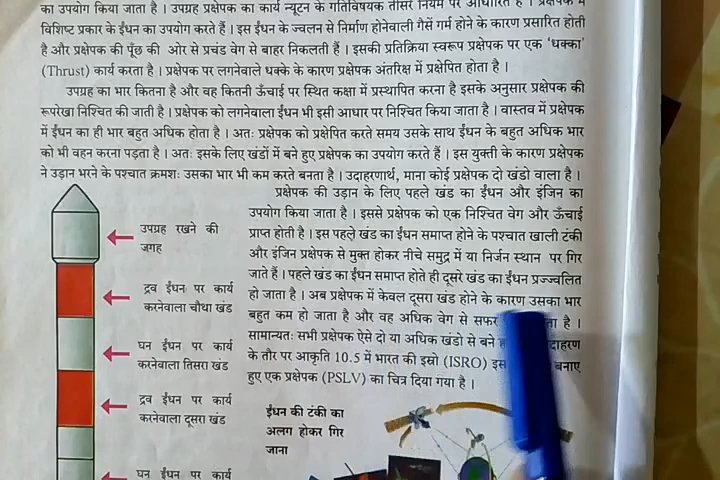 का उपयोग किया जाता है । उपग्रह प्रक्षेपक का कार्य न्यूटन के गतिविषयक तीसरे नियम पर आधारित है । प्रक्षेपक में
विशिष्ट प्रकार के ईंधन का उपयोग करते हैं । इस ईंधन के ज्वलन से निर्माण होनेवाली गैसें गर्म होने के कारण प्रसारित होती
है और प्रक्षेपक की पूँछ की ओर से प्रचंड वेग से बाहर निकलती हैं । इसकी प्रतिक्रिया स्वरूप प्रक्षेपक पर एक 'धक्का'
(Thrust) कार्य करता है । प्रक्षेपक पर लगनेवाले धक्के के कारण प्रक्षेपक अंतरिक्ष में प्रक्षेपित होता है ।
उपग्रह का भार कितना है और वह कितनी ऊँचाई पर स्थित कक्षा में प्रस्थापित करना है इसके अनुसार प्रक्षेपक की
रूपरेखा निश्चित की जाती है । प्रक्षेपक को लगनेवाला ईंधन भी इसी आधार पर निश्चित किया जाता है । वास्तव में प्रक्षेपक
में ईंधन का ही भार बहुत अधिक होता है । अतः प्रक्षेपक को प्रक्षेपित करते समय उसके साथ ईंधन के बहुत अधिक भार
को भी वहन करना पड़ता है । अतः इसके लिए खंडों में बने हुए प्रक्षेपक का उपयोग करते हैं । इस युक्ती के कारण प्रक्षेपक
ने उड़ान भरने के पश्चात क्रमशः उसका भार भी कम करते बनता है । उदाहरणार्थ, माना कोई प्रक्षेपक दो खंडो वाला है ।
प्रक्षेपक की उड़ान के लिए पहले खंड का ईंधन और इंजिन का
उपयोग किया जाता है । इससे प्रक्षेपक को एक निश्चित वेग और ऊँचाई
प्राप्त होती है । इस पहले खंड का ईंधन समाप्त होने के पश्चात खाली टंकी
और इंजिन प्रक्षेपक से मुक्त होकर नीचे समुद्र में या निर्जन स्थान पर गिर
जाते हैं । पहले खंड का ईंधन समाप्त होते ही दूसरे खंड का ईंधन प्रज्ज्वलित
हो जाता है । अब प्रक्षेपक में केवल दूसरा खंड होने के कारण उसका भार
बहुत कम हो जाता है और वह अधिक वेग से सफर ता है ।
सामान्यतः सभी प्रक्षेपक ऐसे दो या अधिक खंडो से बने
के तौर पर आकृति 10.5 में भारत की इस्रो (ISRO) बनाए
हुए एक प्रक्षेपक (PSLV) का चित्र दिया गया है ।
उपग्रह रखने की
जगह
द्रव ईंधन पर कार्य
करनेवाला चौथा खंड
घन ईंधन पर कार्य
करनेवाला तिसरा खंड
द्रव ईंधन पर कार्य
करनेवाला दूसरा खंड
घन ईंधन पर कार्य
ईंधन की टंकी का
अलग होकर गिर
जाना